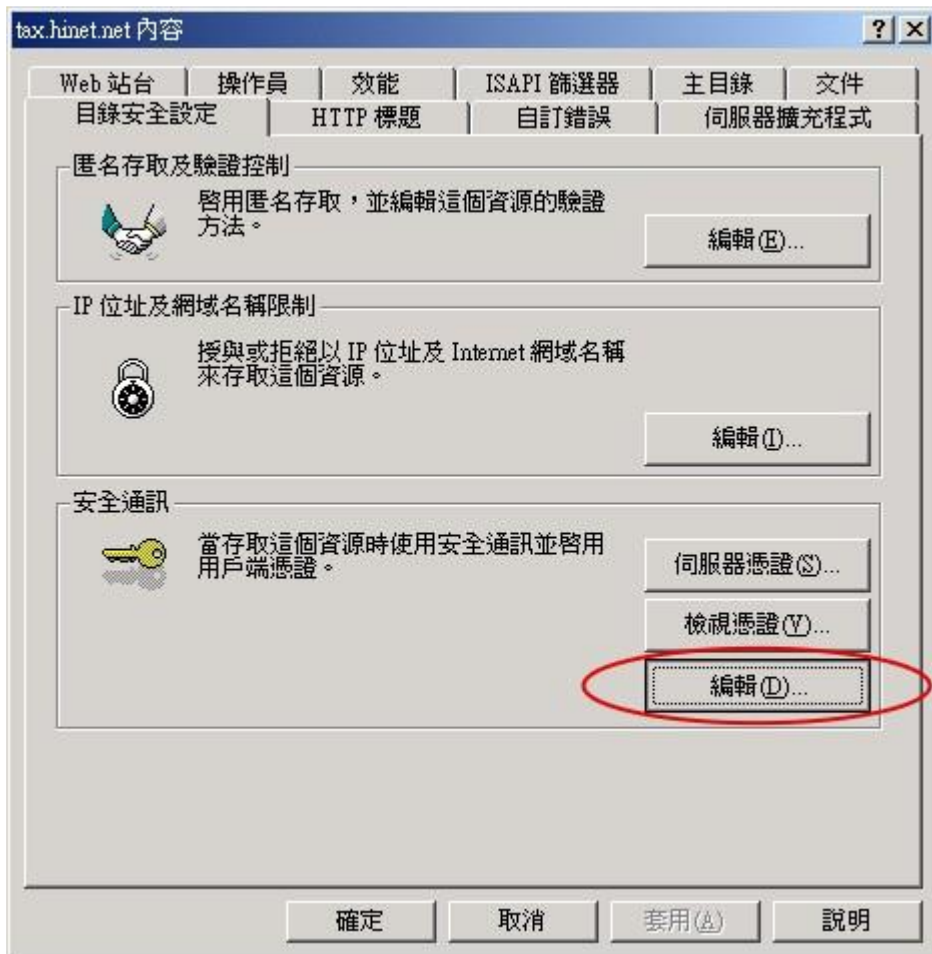 tax.hinet.net 內容
Web 站台
操作員
效能
ISAPI 篩選器
主目錄
文件
目錄安全設定
HTTP 標題
自訂錯誤
伺服器擴充程式
匿名存取及驗證控制
啓用匿名存取，並編輯這個資源的驗證
方法。
編輯(E)...
IP 位址及網域名稱限制
授與或拒絕以 IP 位址及 Internet 網域名稱
來存取這個資源。
編輯(I)...
安全通訊
當存取這個資源時使用安全通訊並啓用
用戶端憑證。
伺服器憑證(S)...
檢視憑證(V)...
編輯(D)...
確定
取消
套用(A)
說明